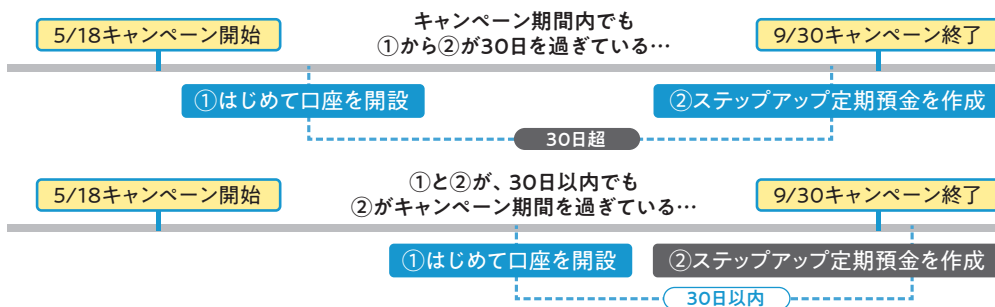 5/18キャンペーン開始
キャンペーン期間内でも
①から②が30日を過ぎている…
9/30キャンペーン終了
①はじめて口座を開設
②ステップアップ定期預金を作成
30日超
5/18キャンペーン開始
①と②が、30日以内でも
②がキャンペーン期間を過ぎている…
9/30キャンペーン終了
①はじめて口座を開設
②ステップアップ定期預金を作成
30日以内